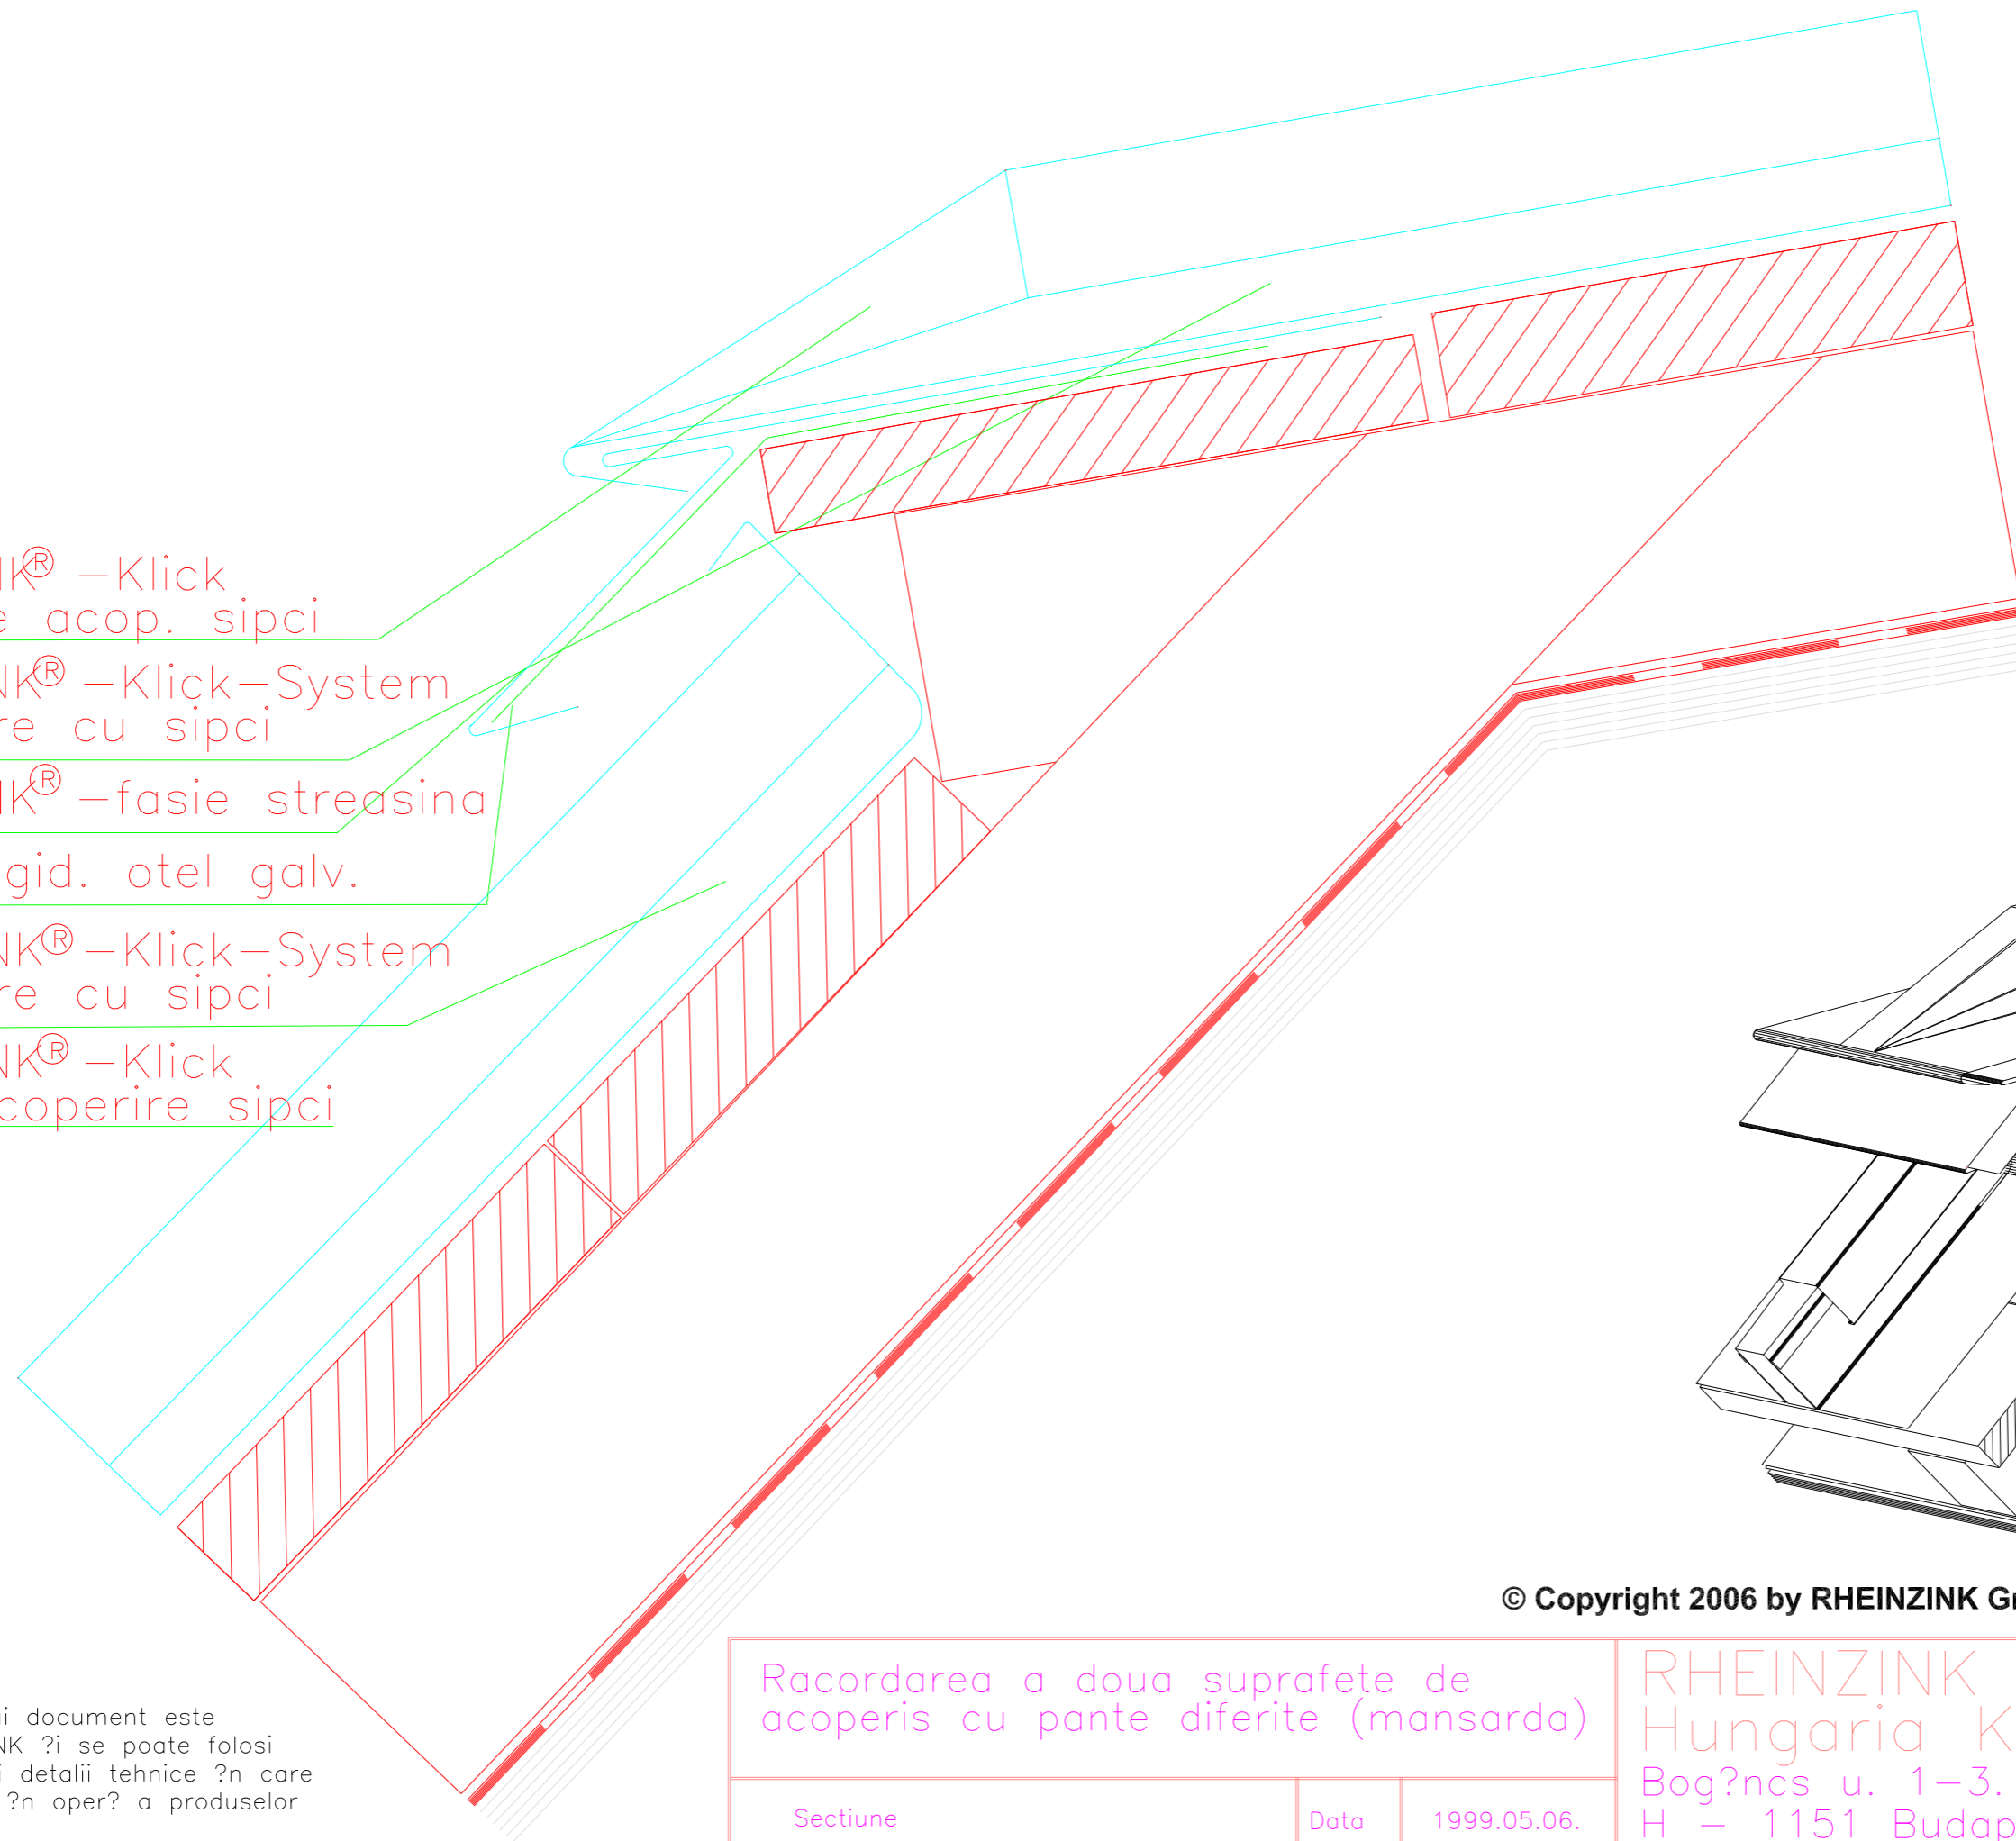 NK® -Klick
e acop. sipci
NK® -Klick-System
re cu sipci
NK® -fasie streasina
gid. otel galv.
NK® -Klick-System
re cu sipci
NK® -Klick
coperire sipci
© Copyright 2006 by RHEINZINK G
ii document este
NK ?i se poate folosi
i detalii tehnice ?n care
?n oper? a produselor
Racordarea a doua suprafete de
acoperis cu pante diferite (mansarda)
Sectiune
Data
1999.05.06.
RHEINZINK
Hungaria K
Bog?ncs u. 1-3.
H - 1151 Budap